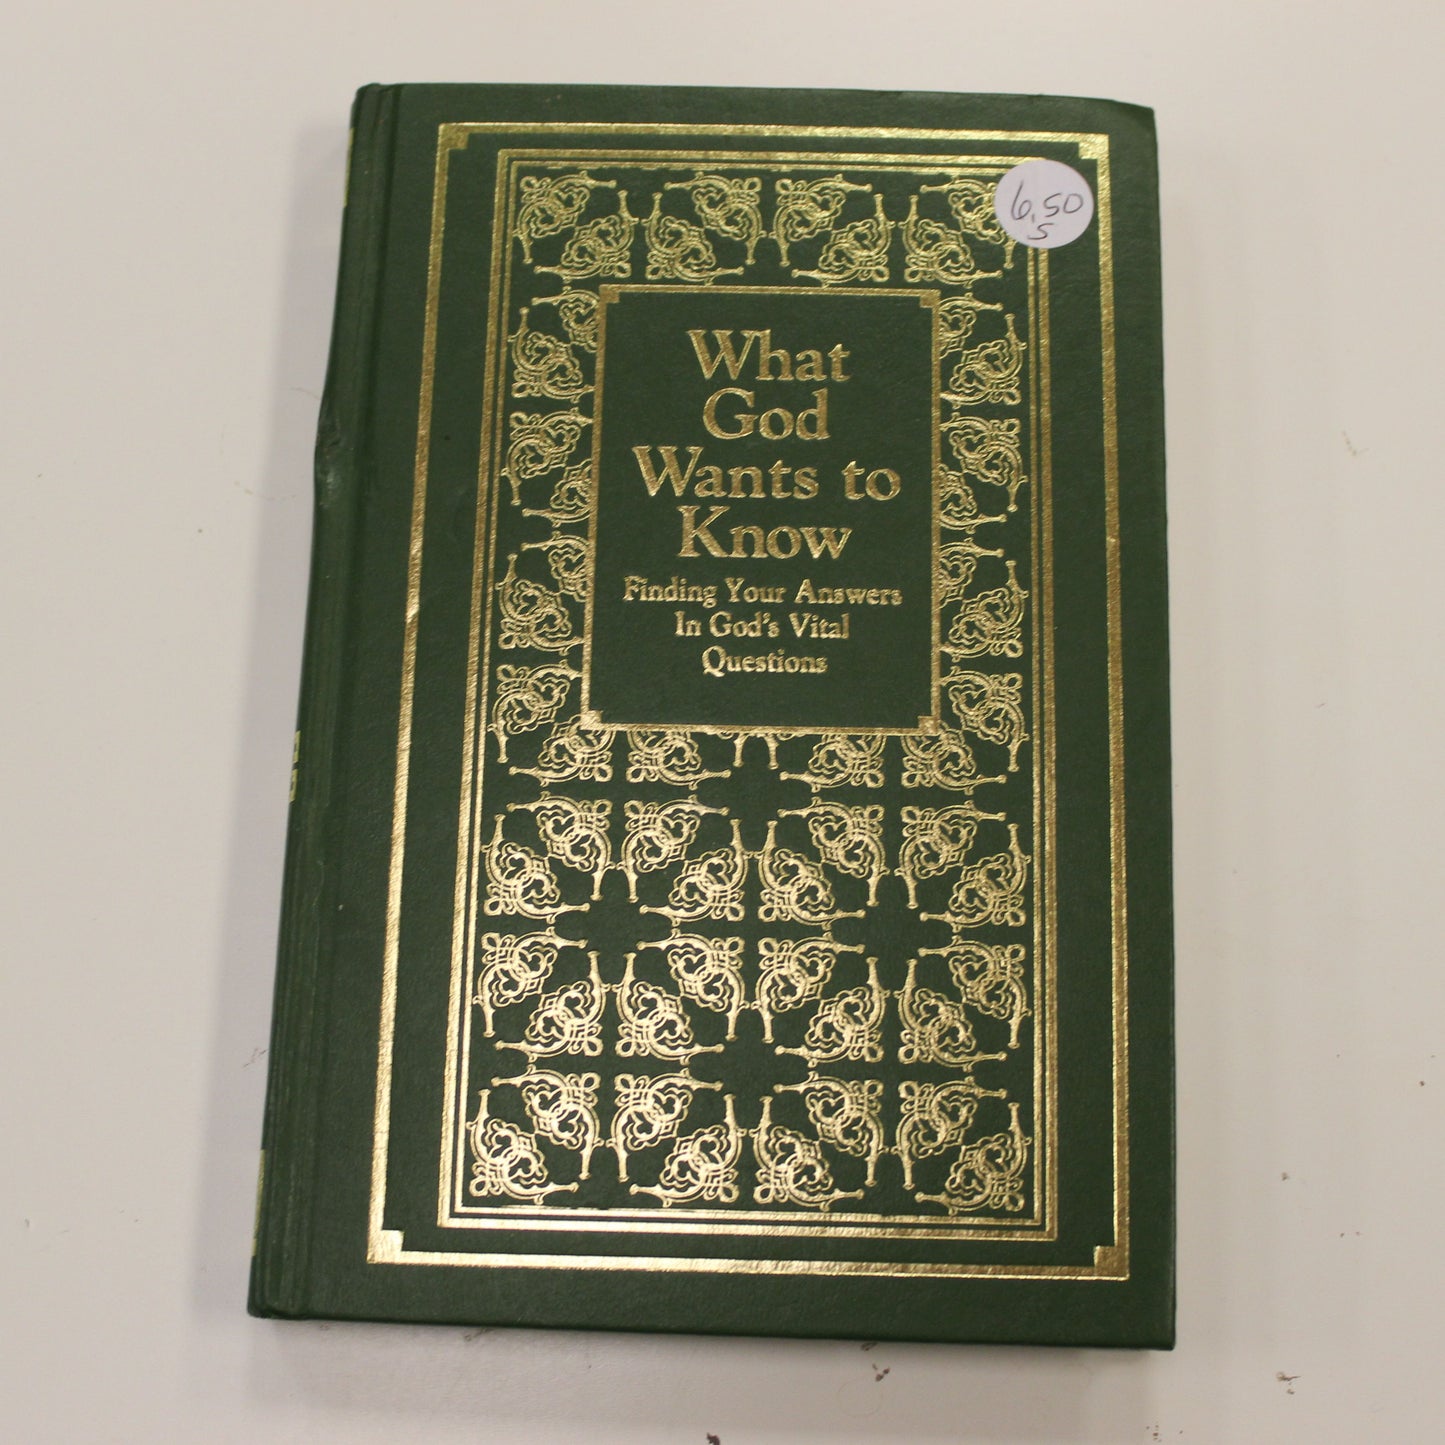 6.50
5
What
God
Wants to
Know
Finding Your Answers
In God's Vital
Questions